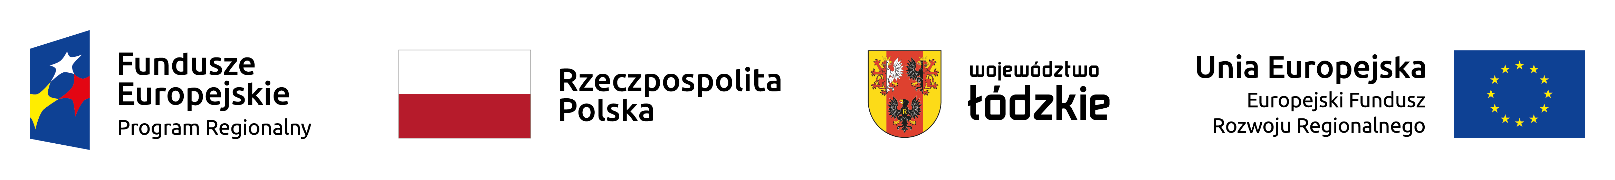 Fundusze
Europejskie
Program Regionalny
Rzeczpospolita
Polska
województwo
łódzkie
Unia Europejska
Europejski Fundusz
Rozwoju Regionalnego